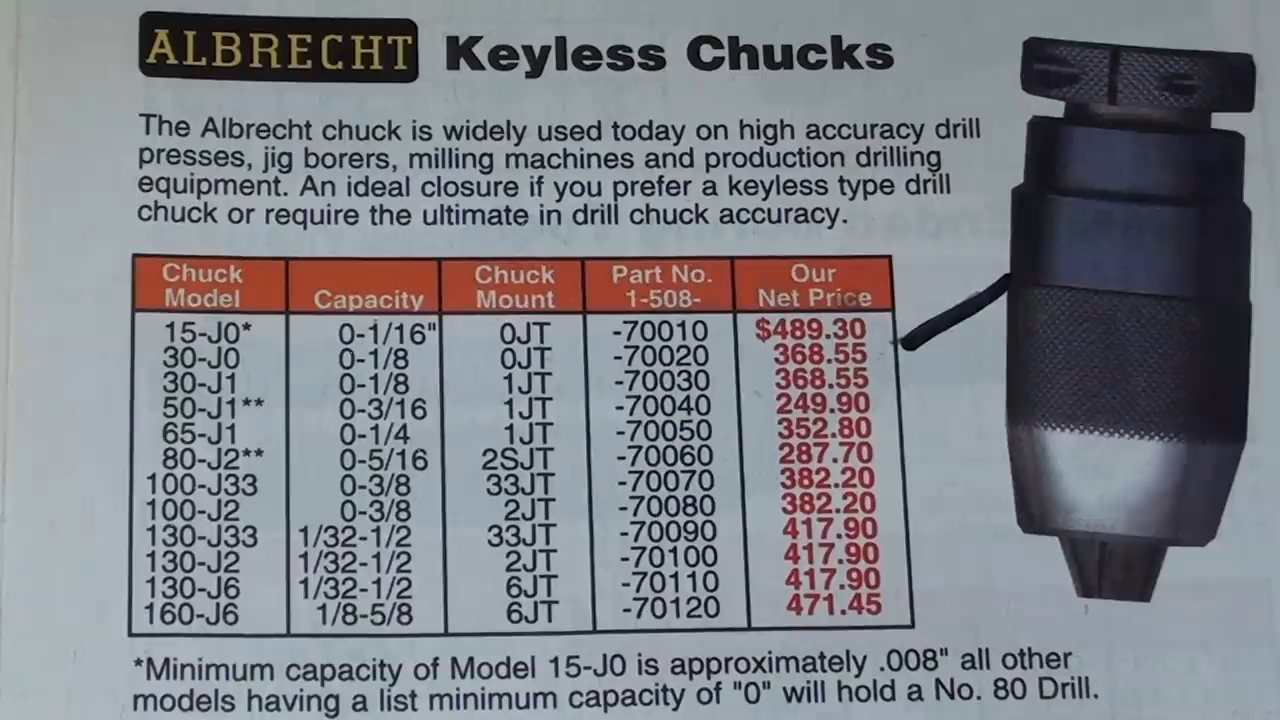 ALBRECHT Keyless Chucks
The Albrecht chuck is widely used today on high accuracy drill
presses, jig borers, milling machines and production drilling
equipment. An ideal closure if you prefer a keyless type drill
chuck or require the ultimate in drill chuck accuracy.
Chuck Model Capacity Chuck Mount Part No. 1-508- Our Net Price
15-J0* 0-1/16" 0JT -70010 $489.30
30-J0 0-1/8 0JT -70020 368.55
30-J1 0-1/8 1JT -70030 368.55
50-J1** 0-3/16 1JT -70040 249.90
65-J1 0-1/4 1JT -70050 352.80
80-J2** 0-5/16 2SJT -70060 287.70
100-J33 0-3/8 33JT -70070 382.20
100-J2 0-3/8 2JT -70080 382.20
130-J33 1/32-1/2 33JT -70090 417.90
130-J2 1/32-1/2 2JT -70100 417.90
130-J6 1/32-1/2 6JT -70110 417.90
160-J6 1/8-5/8 6JT -70120 471.45
*Minimum capacity of Model 15-J0 is approximately .008" all other
models having a list minimum capacity of "0" will hold a No. 80 Drill.